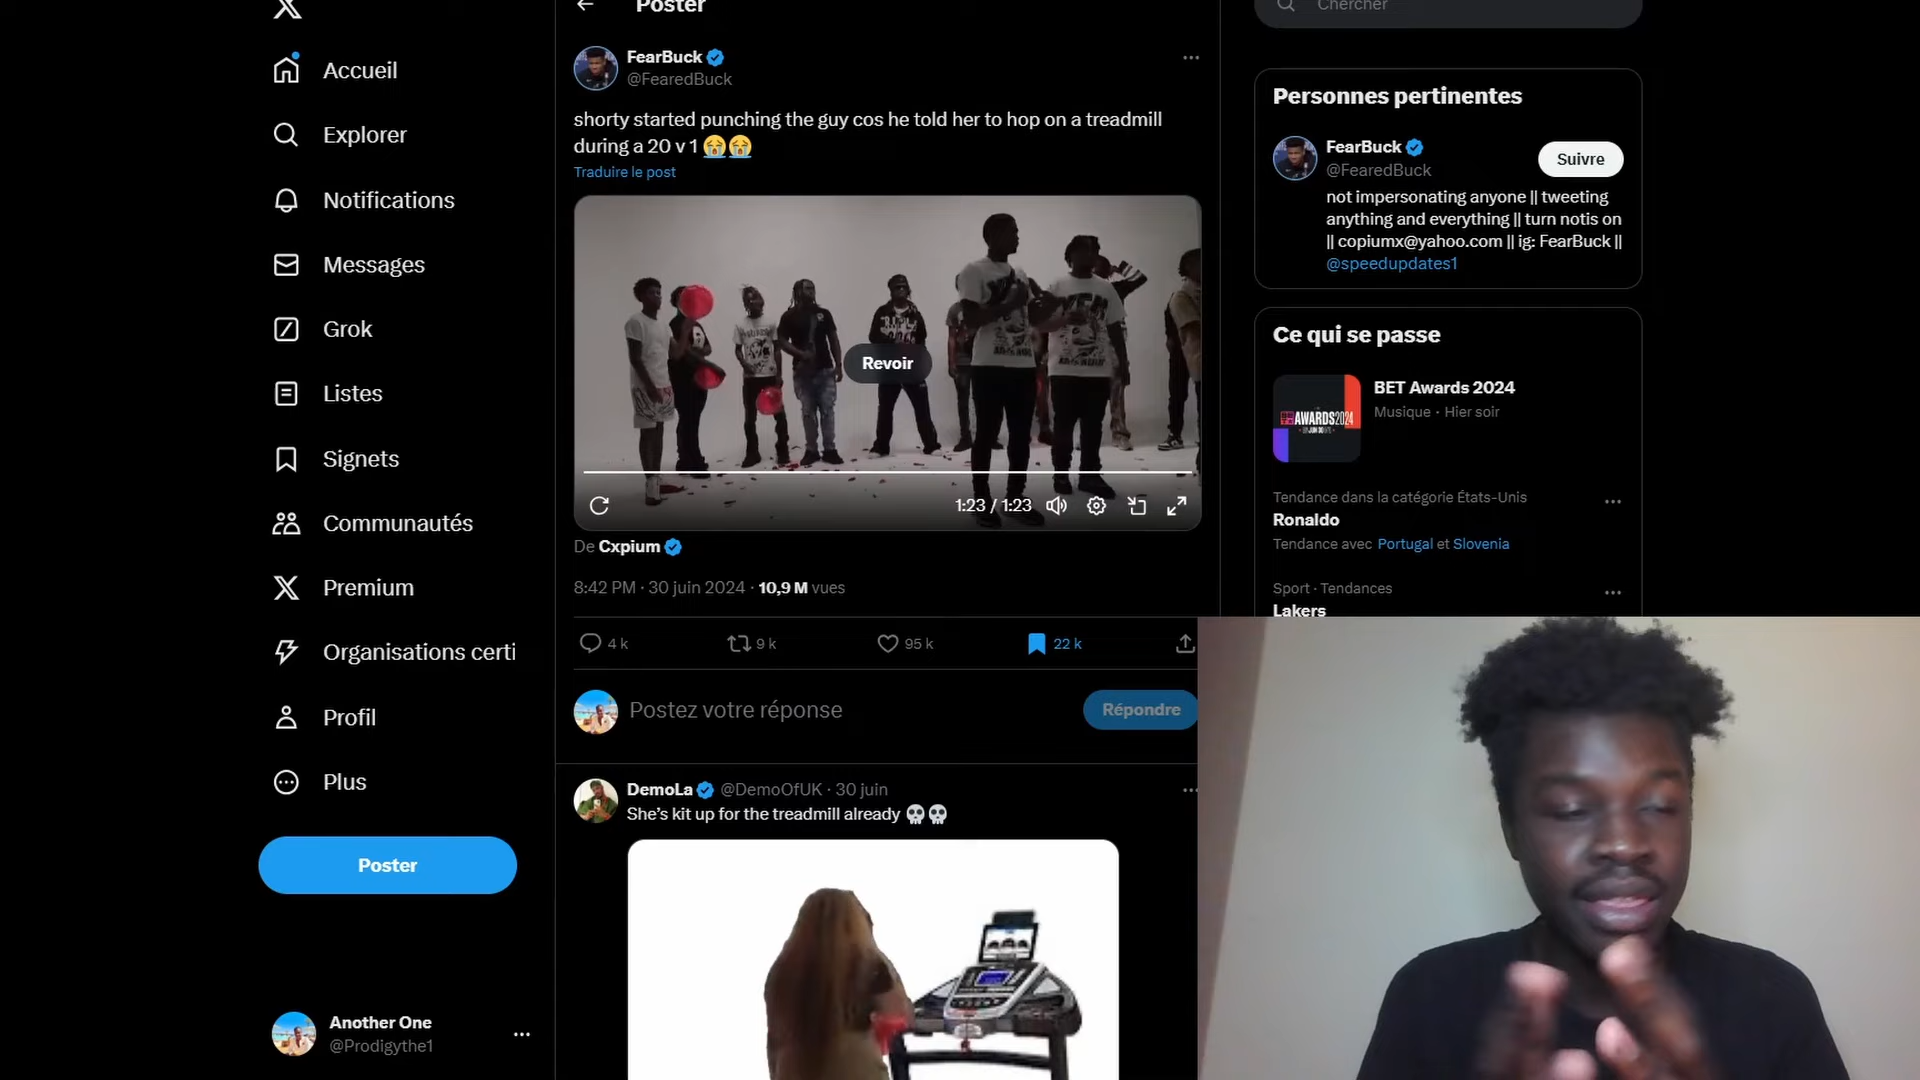 Poster
Chercher
Accueil
Explorer
Notifications
Messages
Grok
Listes
Signets
Communautés
Premium
Organisations certi
Profil
Plus
Poster
Another One
@Prodigythe1
FearBuck
@FearedBuck
shorty started punching the guy cos he told her to hop on a treadmill
during a 20 v 1 😭😭
Traduire le post
Revoir
1:23 / 1:23
De Cxpium
8:42 PM · 30 juin 2024 · 10,9 M vues
4 k 9 k 95 k 22 k
Postez votre réponse
Répondre
DemoLa @DemoOfUK · 30 juin
She's kit up for the treadmill already 💀💀
Personnes pertinentes
FearBuck
@FearedBuck
Suivre
not impersonating anyone || tweeting
anything and everything || turn notis on
|| copiumx@yahoo.com || ig: FearBuck ||
@speedupdates1
Ce qui se passe
AWARDS2024
BET Awards 2024
Musique · Hier soir
Tendance dans la catégorie États-Unis
Ronaldo
Tendance avec Portugal et Slovenia
Sport · Tendances
Lakers